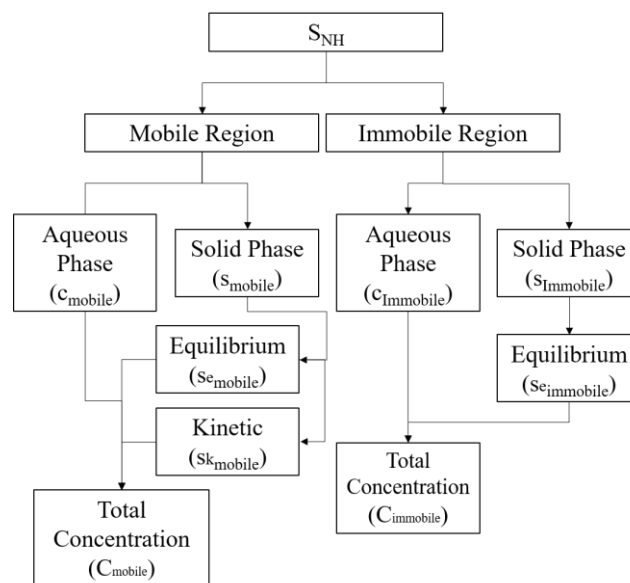 S_NH
Mobile Region
Immobile Region
Aqueous
Phase
(c_mobile)
Solid Phase
(s_mobile)
Equilibrium
(se_mobile)
Kinetic
(sk_mobile)
Total
Concentration
(C_mobile)
Aqueous
Phase
(c_Immobile)
Solid Phase
(s_Immobile)
Equilibrium
(se_immobile)
Total
Concentration
(C_immobile)